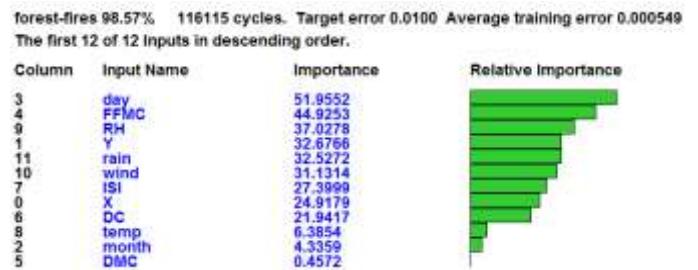 forest-fires 98.57% 116115 cycles. Target error 0.0100 Average training error 0.000549
The first 12 of 12 Inputs in descending order.
Column Input Name Importance Relative Importance
3 day 51.9552
4 FFMC 44.9253
9 RH 37.0278
1 Y 32.6766
11 rain 32.5272
10 wind 31.1314
7 ISI 27.3999
0 X 24.9179
6 DC 21.9417
8 temp 6.3854
2 month 4.3359
5 DMC 0.4572